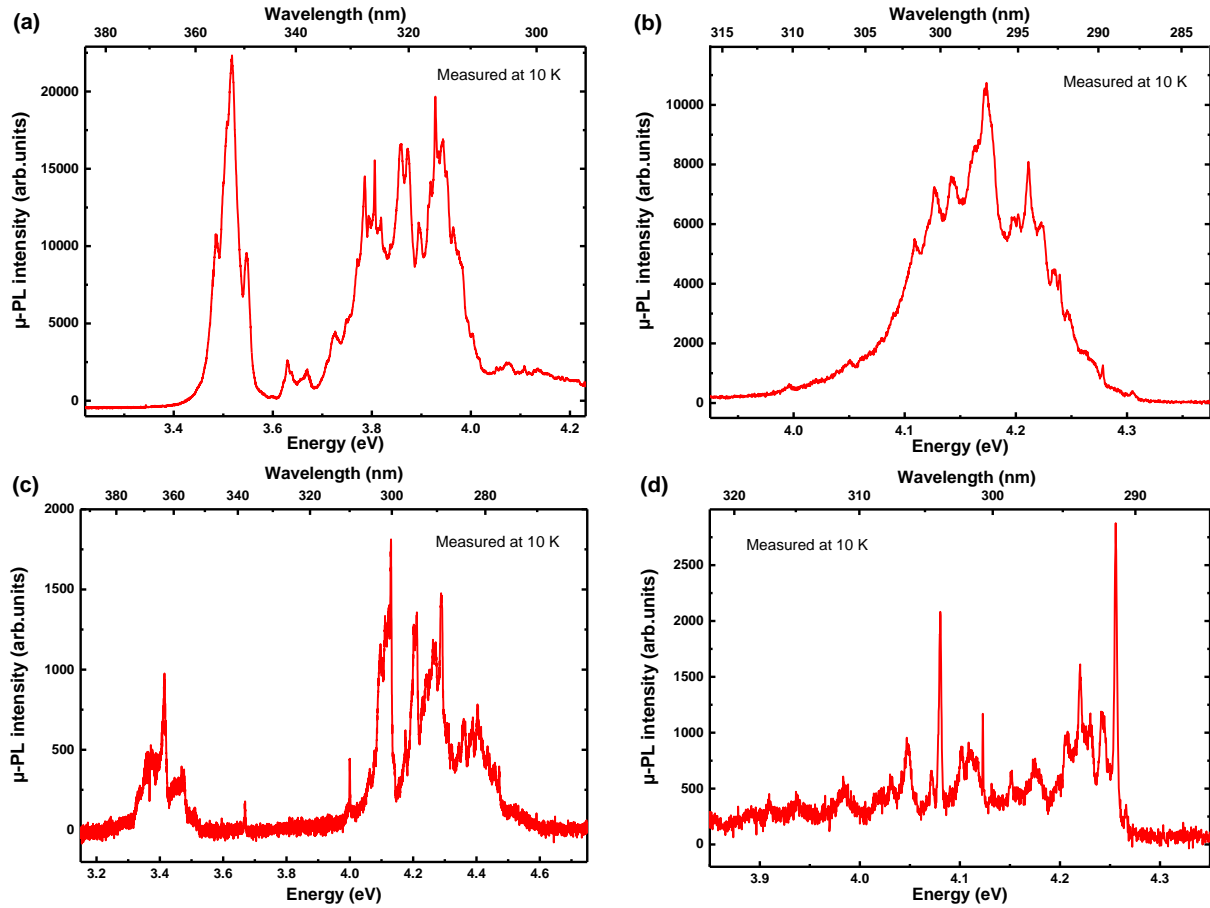 (a)
Wavelength (nm)
380 360 340 320 300
Measured at 10 K
µ-PL intensity (arb.units)
20000
15000
10000
5000
0
3.4 3.6 3.8 4.0 4.2
Energy (eV)
(b)
Wavelength (nm)
315 310 305 300 295 290 285
Measured at 10 K
µ-PL intensity (arb.units)
10000
8000
6000
4000
2000
0
4.0 4.1 4.2 4.3
Energy (eV)
(c)
Wavelength (nm)
380 360 340 320 300 280
Measured at 10 K
µ-PL intensity (arb.units)
2000
1500
1000
500
0
3.2 3.4 3.6 3.8 4.0 4.2 4.4 4.6
Energy (eV)
(d)
Wavelength (nm)
320 310 300 290
Measured at 10 K
µ-PL intensity (arb.units)
2500
2000
1500
1000
500
0
3.9 4.0 4.1 4.2 4.3
Energy (eV)